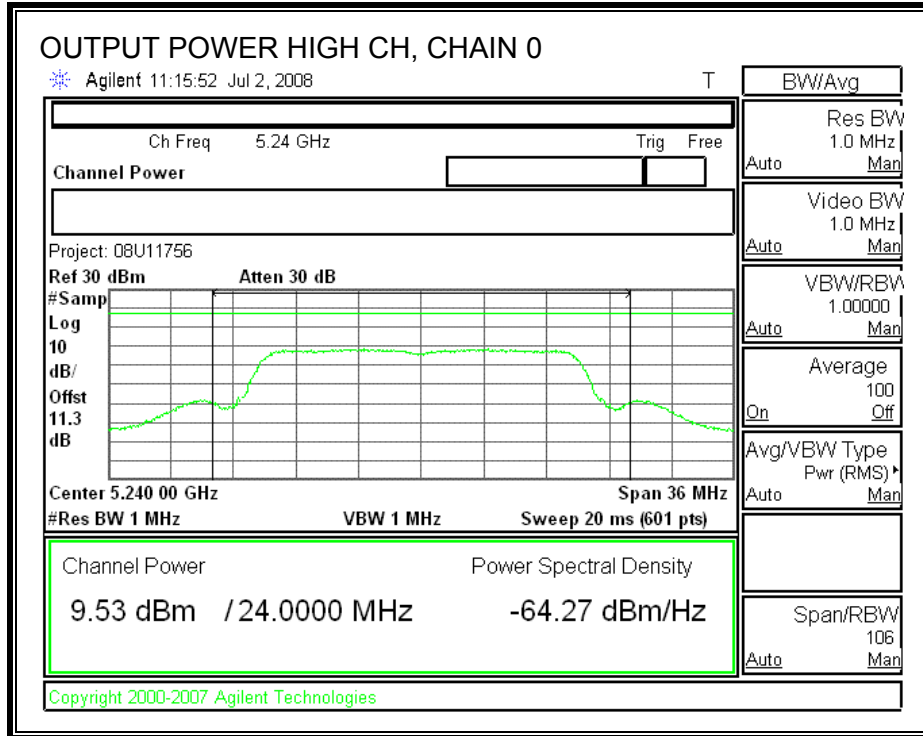 OUTPUT POWER HIGH CH, CHAIN 0
Agilent 11:15:52 Jul 2, 2008 T
Ch Freq 5.24 GHz Trig Free
Channel Power
Project: 08U11756
Ref 30 dBm Atten 30 dB
#Samp
Log
10
dB/
Offst
11.3
dB
Center 5.240 00 GHz Span 36 MHz
#Res BW 1 MHz VBW 1 MHz Sweep 20 ms (601 pts)
Channel Power Power Spectral Density
9.53 dBm / 24.0000 MHz -64.27 dBm/Hz
Copyright 2000-2007 Agilent Technologies
BW/Avg
Res BW
1.0 MHz
Auto Man
Video BW
1.0 MHz
Auto Man
VBW/RBW
1.00000
Auto Man
Average
100
On Off
Avg/VBW Type
Pwr (RMS)
Auto Man
Span/RBW
106
Auto Man